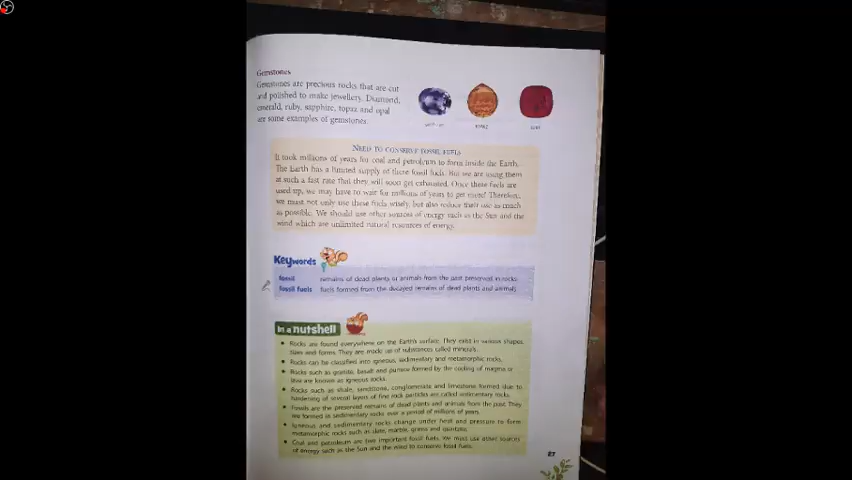 Gemstones
Gemstones are precious rocks that are cut
and polished to make jewellery. Diamond,
emerald, ruby, sapphire, topaz and opal
are some examples of gemstones.
NEED TO CONSERVE FOSSIL FUELS
It took millions of years for coal and petroleum to form inside the Earth.
The Earth has a limited supply of these fossil fuels. But we are using them
at such a fast rate that they will soon get exhausted. Once these fuels are
used up, we may have to wait for millions of years to get more! Therefore,
we must not only use these fuels wisely, but also reduce their use as much
as possible. We should use other sources of energy such as the Sun and the
wind which are unlimited natural resources of energy.
Keywords
fossil remains of dead plants or animals from the past preserved in rocks
fossil fuels fuels formed from the decayed remains of dead plants and animals
In a nutshell
• Rocks are found everywhere on the Earth's surface. They exist in various shapes,
sizes and forms. They are made up of substances called minerals.
• Rocks can be classified into igneous, sedimentary and metamorphic rocks.
• Rocks such as granite, basalt and pumice formed by the cooling of magma or
lava are known as igneous rocks.
• Rocks such as shale, sandstone, conglomerate and limestone formed due to
hardening of several layers of fine rock particles are called sedimentary rocks.
• Fossils are the preserved remains of dead plants and animals from the past. They
are formed in sedimentary rocks over a period of millions of years.
• Igneous and sedimentary rocks change under heat and pressure to form
metamorphic rocks such as slate, marble, gneiss and quartzite.
• Coal and petroleum are two important fossil fuels. We must use other sources
of energy such as the Sun and the wind to conserve fossil fuels.
27